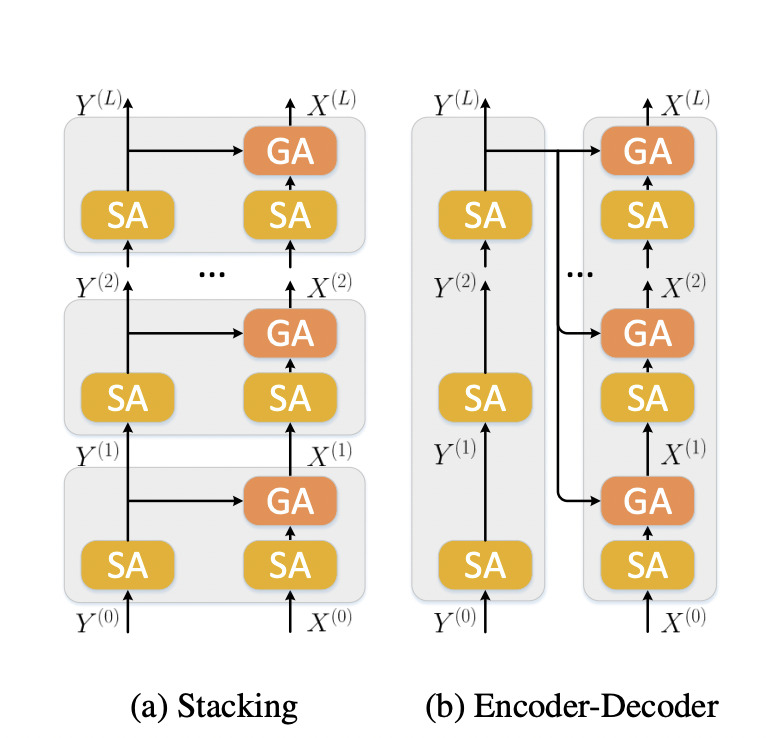 Y^{(L)} X^{(L)} Y^{(L)} X^{(L)}
GA GA
SA SA SA SA
Y^{(2)} ... X^{(2)} Y^{(2)} ... X^{(2)}
GA GA
SA SA SA SA
Y^{(1)} X^{(1)} Y^{(1)} X^{(1)}
GA GA
SA SA SA SA
Y^{(0)} X^{(0)} Y^{(0)} X^{(0)}
(a) Stacking (b) Encoder-Decoder